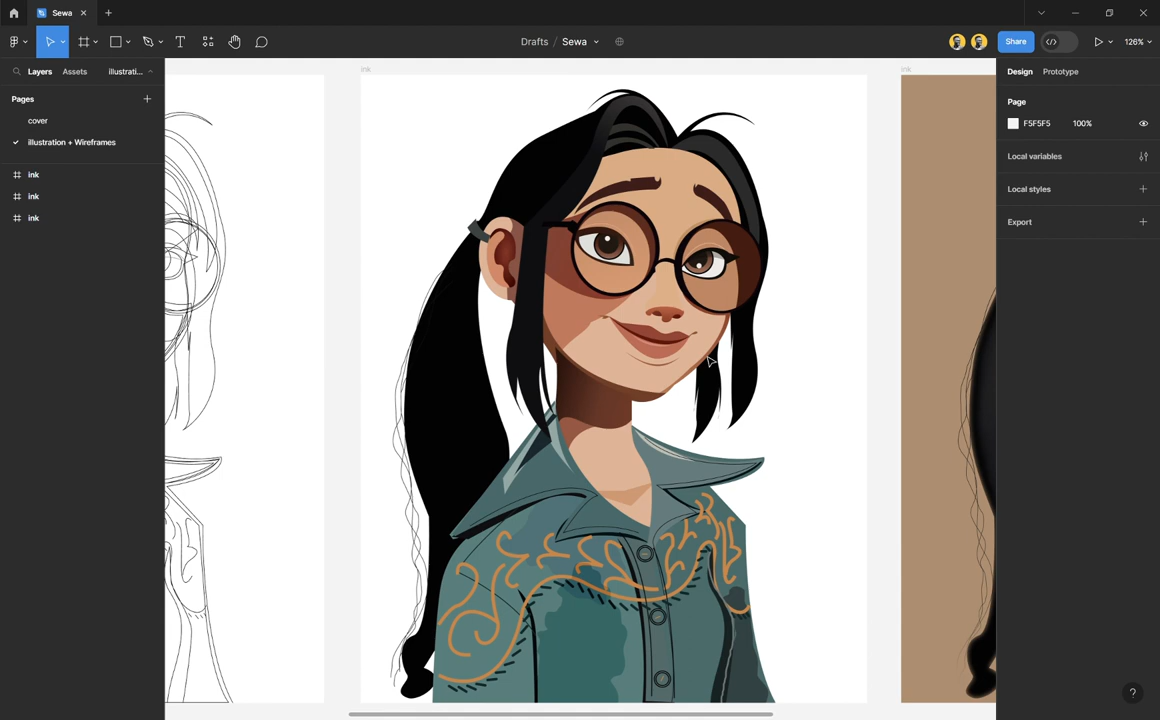 Sewa
Drafts / Sewa
Share
126%
Layers
Assets
illustrati...
Pages
cover
illustration + Wireframes
ink
ink
ink
ink
ink
Design
Prototype
Page
F5F5F5
100%
Local variables
Local styles
Export
?